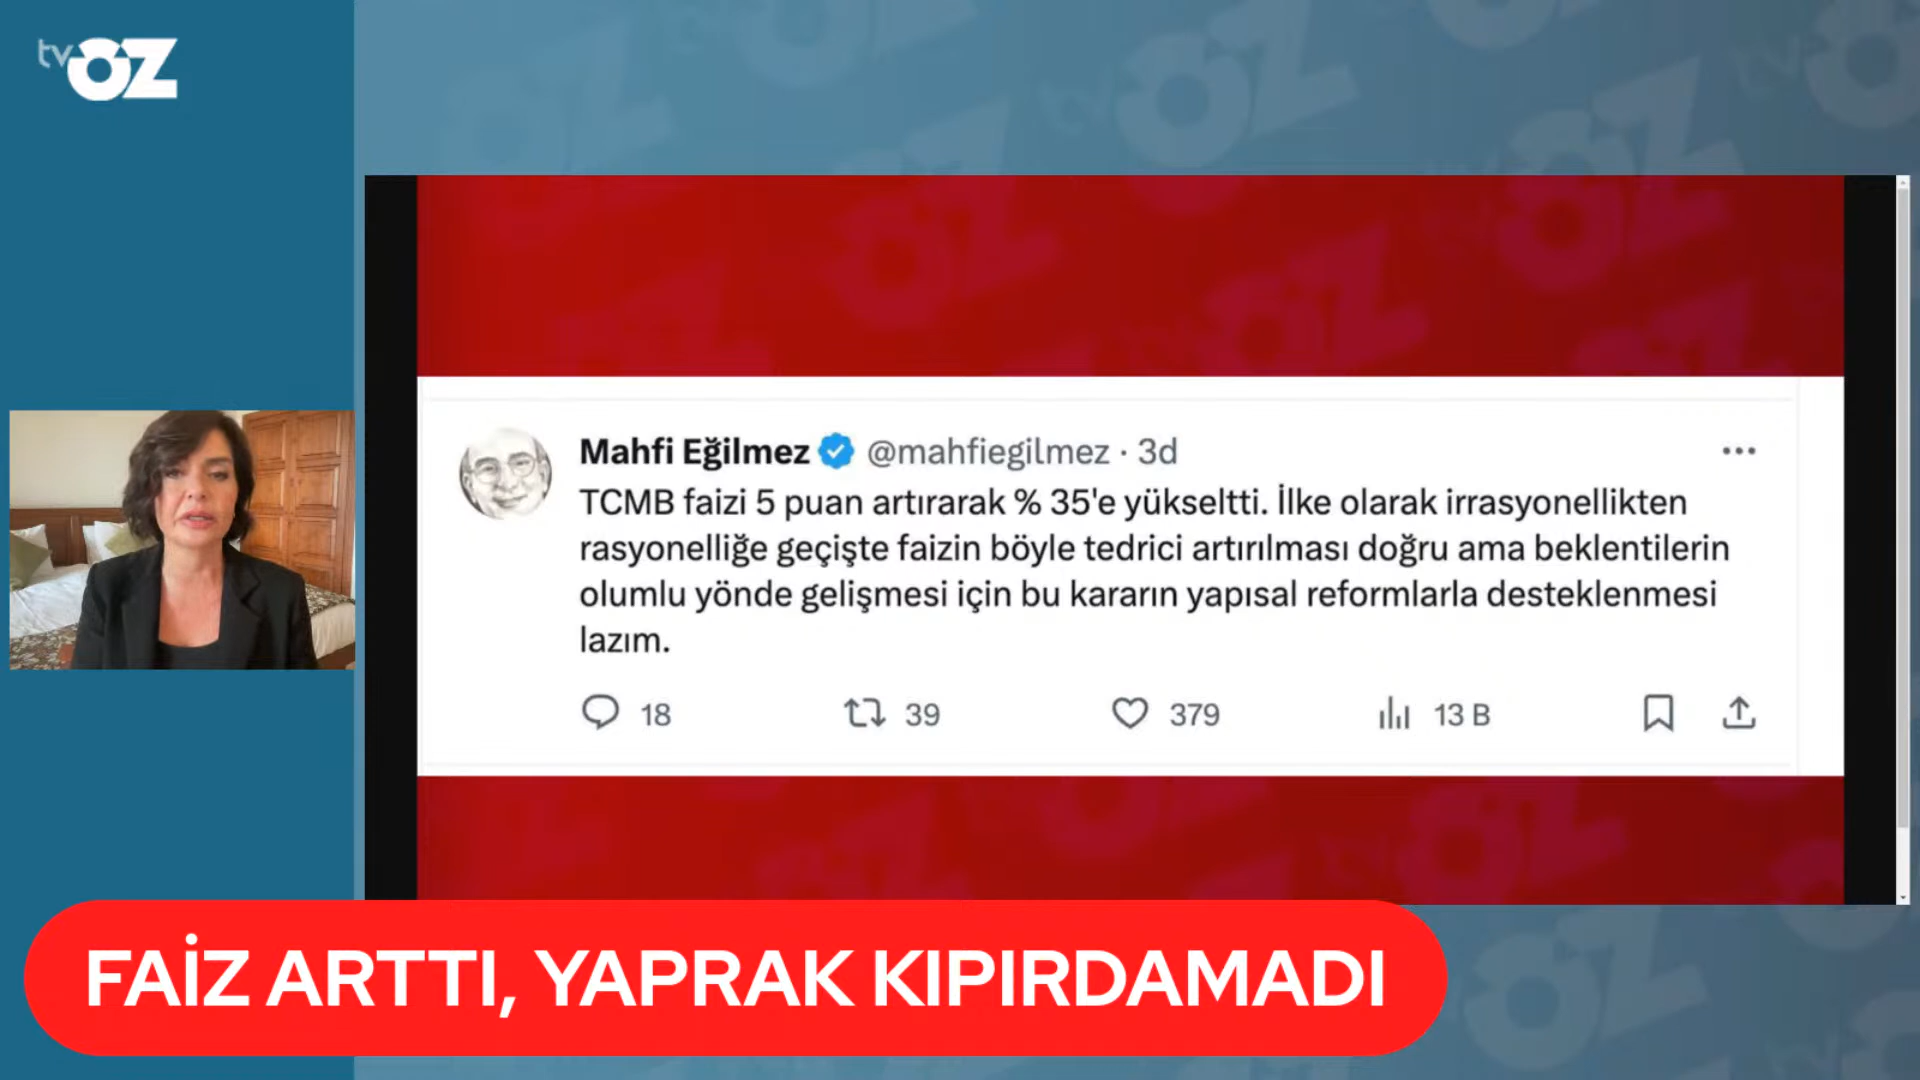 tvÖZ
Mahfi Eğilmez @mahfiegilmez · 3d
TCMB faizi 5 puan artırarak % 35'e yükseltti. İlke olarak irrasyonellikten
rasyonelliğe geçişte faizin böyle tedrici artırılması doğru ama beklentilerin
olumlu yönde gelişmesi için bu kararın yapısal reformlarla desteklenmesi
lazım.
18 39 379 13 B
FAİZ ARTTI, YAPRAK KIPIRDAMADI